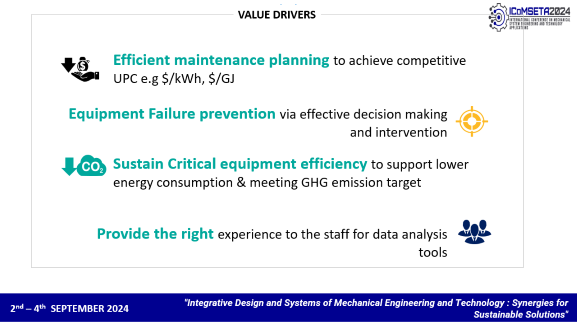 VALUE DRIVERS
ICoMSETA2024
INTERNATIONAL CONFERENCE ON MECHANICAL
SYSTEM ENGINEERING AND TECHNOLOGY
APPLICATIONS
Efficient maintenance planning to achieve competitive
UPC e.g $/kWh, $/GJ
Equipment Failure prevention via effective decision making
and intervention
CO2
Sustain Critical equipment efficiency to support lower
energy consumption & meeting GHG emission target
Provide the right experience to the staff for data analysis
tools
2nd – 4th SEPTEMBER 2024
"Integrative Design and Systems of Mechanical Engineering and Technology : Synergies for
Sustainable Solutions"